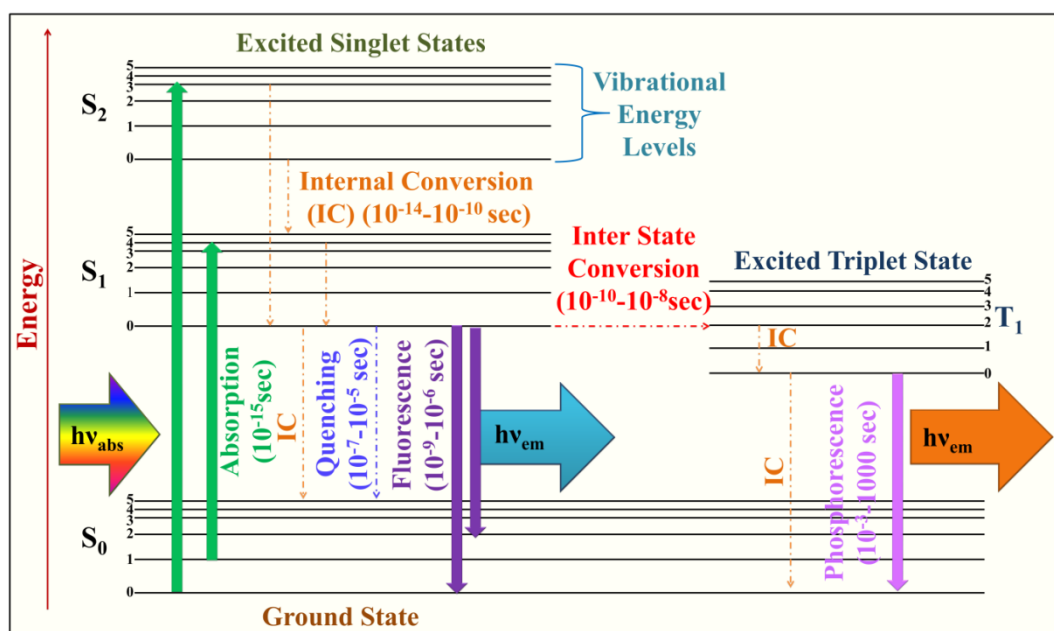 Excited Singlet States
5
4
3
2
1
0
S₂
Vibrational
Energy
Levels
Internal Conversion
(IC) (10⁻¹⁴-10⁻¹⁰ sec)
5
4
3
2
1
0
S₁
Inter State
Conversion
(10⁻¹⁰-10⁻⁸sec)
Excited Triplet State
5
4
3
2
1
0
T₁
IC
Energy
hν_abs
Absorption
(10⁻¹⁵sec)
IC
Quenching
(10⁻⁷-10⁻⁵ sec)
Fluorescence
(10⁻⁹-10⁻⁶ sec)
hν_em
IC
Phosphorescence
(10⁻³-1000 sec)
hν_em
5
4
3
2
1
0
S₀
Ground State